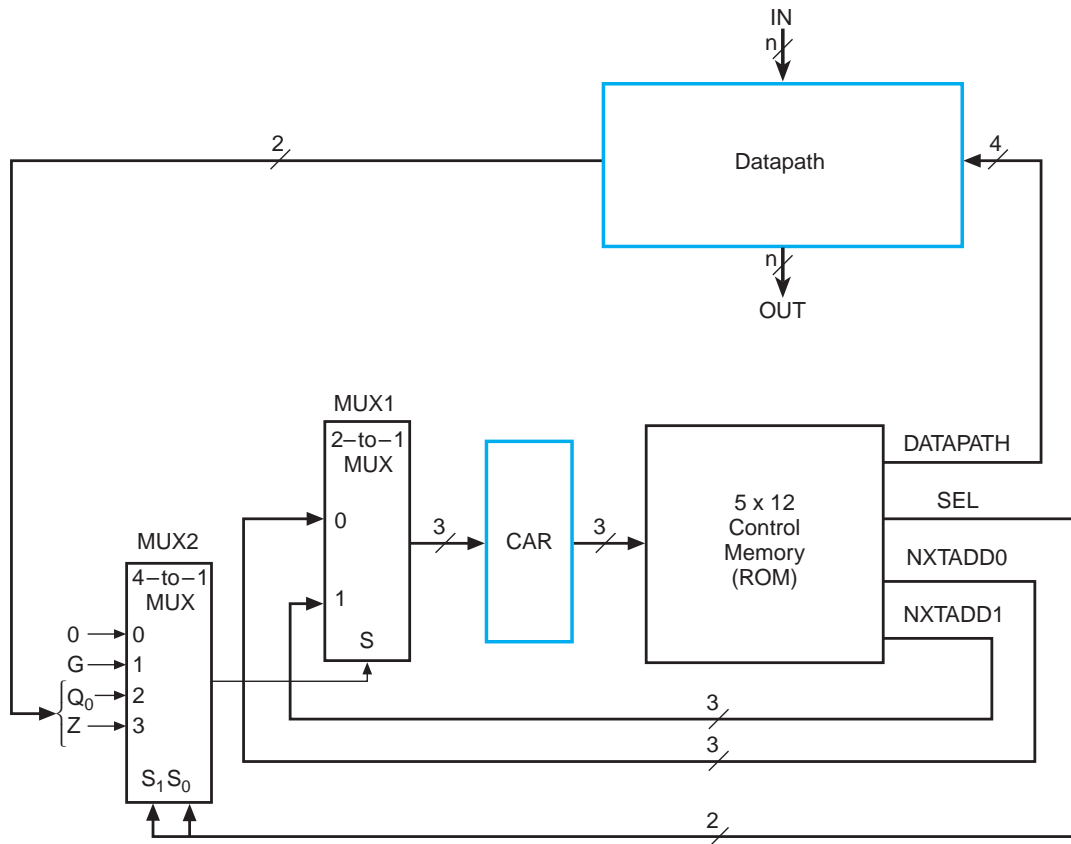 IN
n
2
Datapath
4
n
OUT
MUX1
2–to–1
MUX
0
1
S
3
CAR
3
5 x 12
Control
Memory
(ROM)
DATAPATH
SEL
NXTADD0
NXTADD1
MUX2
4–to–1
MUX
0 0
G 1
Q0 2
Z 3
S1 S0
3
3
2